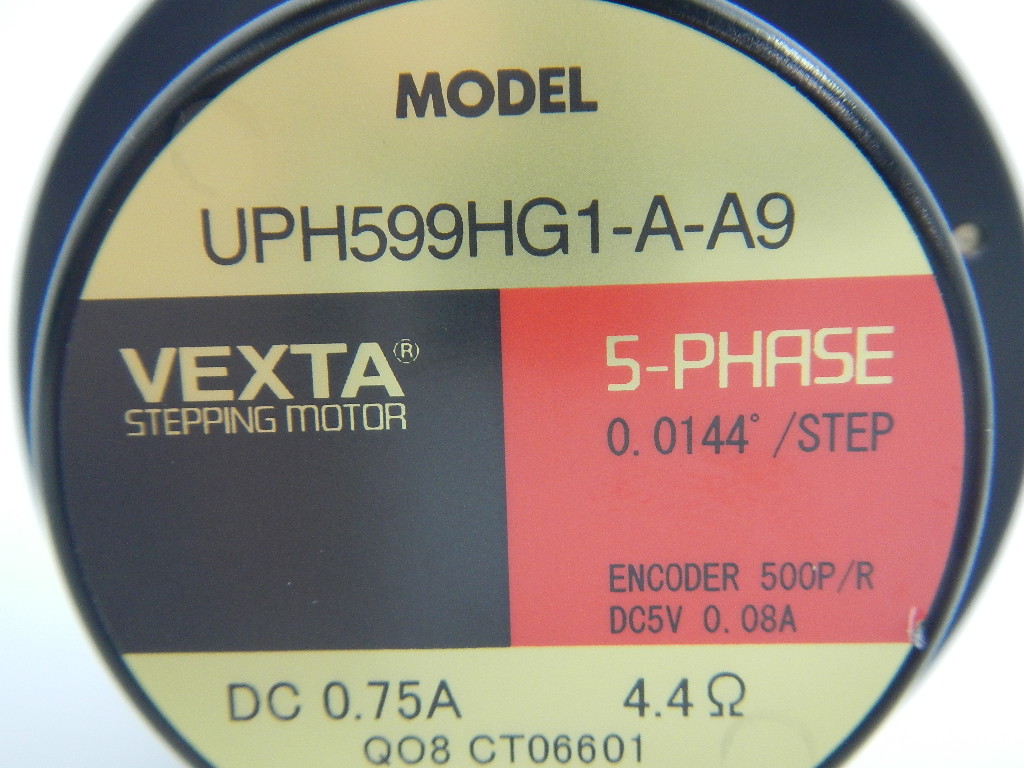 MODEL
UPH599HG1-A-A9
VEXTA®
STEPPING MOTOR
5-PHASE
0.0144° /STEP
ENCODER 500P/R
DC5V 0.08A
DC 0.75A 4.4Ω
Q08 CT06601